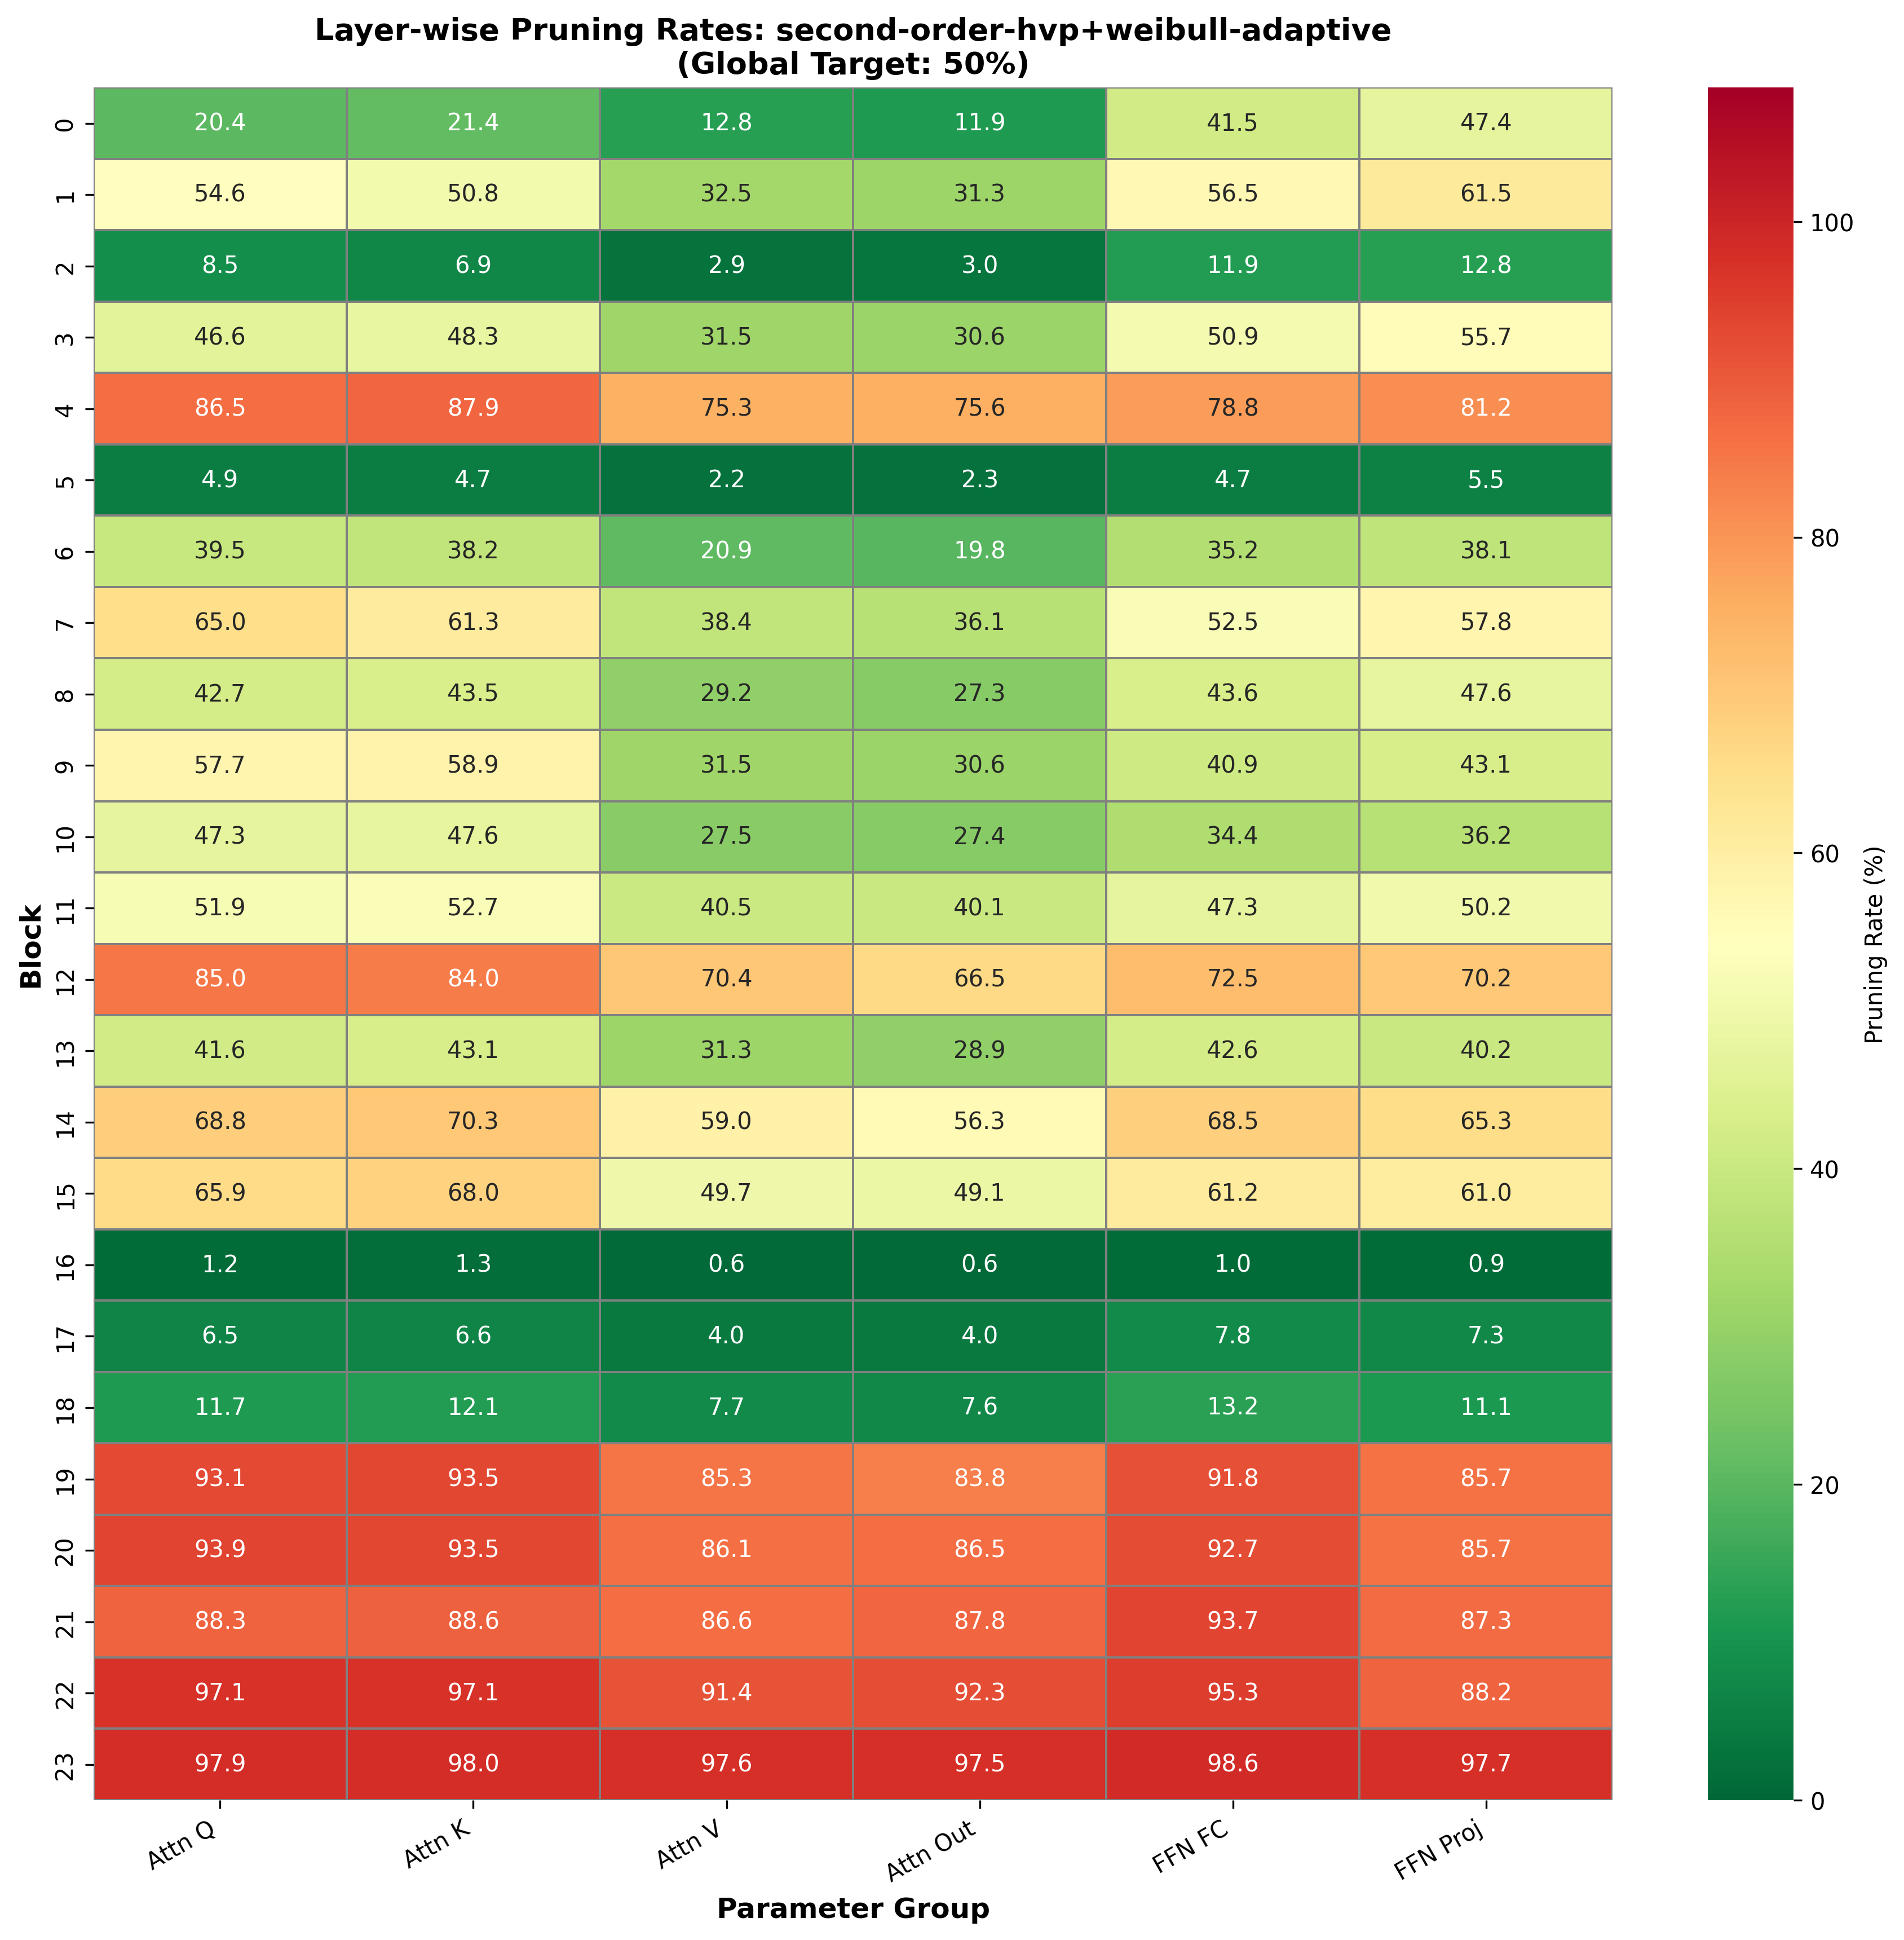 Layer-wise Pruning Rates: second-order-hvp+weibull-adaptive
(Global Target: 50%)
0 20.4 21.4 12.8 11.9 41.5 47.4
1 54.6 50.8 32.5 31.3 56.5 61.5
2 8.5 6.9 2.9 3.0 11.9 12.8
3 46.6 48.3 31.5 30.6 50.9 55.7
4 86.5 87.9 75.3 75.6 78.8 81.2
5 4.9 4.7 2.2 2.3 4.7 5.5
6 39.5 38.2 20.9 19.8 35.2 38.1
7 65.0 61.3 38.4 36.1 52.5 57.8
8 42.7 43.5 29.2 27.3 43.6 47.6
9 57.7 58.9 31.5 30.6 40.9 43.1
10 47.3 47.6 27.5 27.4 34.4 36.2
11 51.9 52.7 40.5 40.1 47.3 50.2
12 85.0 84.0 70.4 66.5 72.5 70.2
13 41.6 43.1 31.3 28.9 42.6 40.2
14 68.8 70.3 59.0 56.3 68.5 65.3
15 65.9 68.0 49.7 49.1 61.2 61.0
16 1.2 1.3 0.6 0.6 1.0 0.9
17 6.5 6.6 4.0 4.0 7.8 7.3
18 11.7 12.1 7.7 7.6 13.2 11.1
19 93.1 93.5 85.3 83.8 91.8 85.7
20 93.9 93.5 86.1 86.5 92.7 85.7
21 88.3 88.6 86.6 87.8 93.7 87.3
22 97.1 97.1 91.4 92.3 95.3 88.2
23 97.9 98.0 97.6 97.5 98.6 97.7
Attn Q Attn K Attn V Attn Out FFN FC FFN Proj
Parameter Group
Block
100
80
60
40
20
0
Pruning Rate (%)